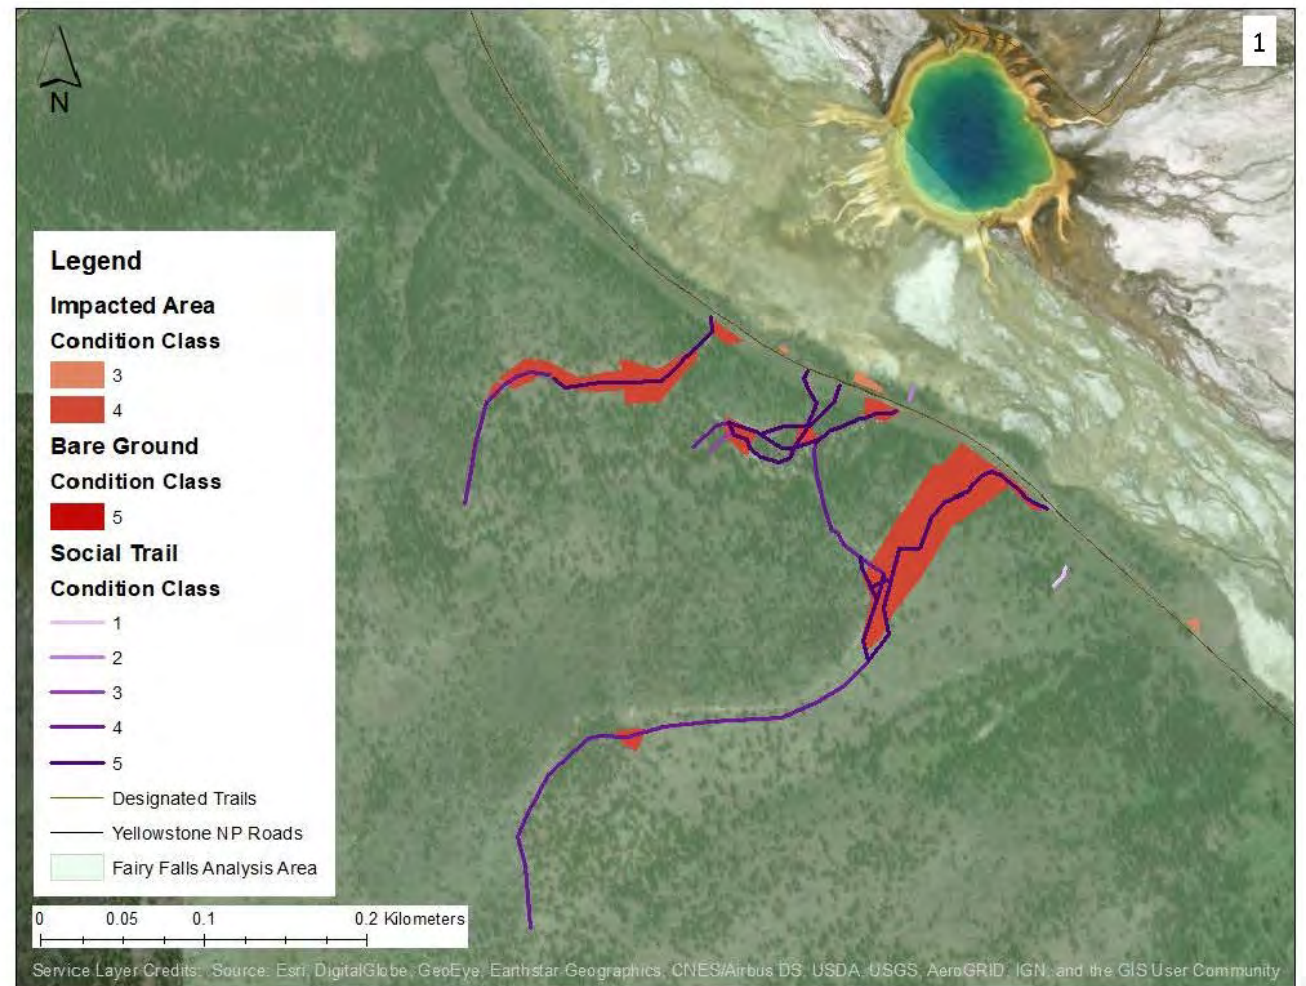 1
N
Legend
Impacted Area
Condition Class
3
4
Bare Ground
Condition Class
5
Social Trail
Condition Class
1
2
3
4
5
Designated Trails
Yellowstone NP Roads
Fairy Falls Analysis Area
0 0.05 0.1 0.2 Kilometers
Service Layer Credits: Source: Esri, DigitalGlobe, GeoEye, Earthstar Geographics, CNES/Airbus DS, USDA, USGS, AeroGRID, IGN, and the GIS User Community